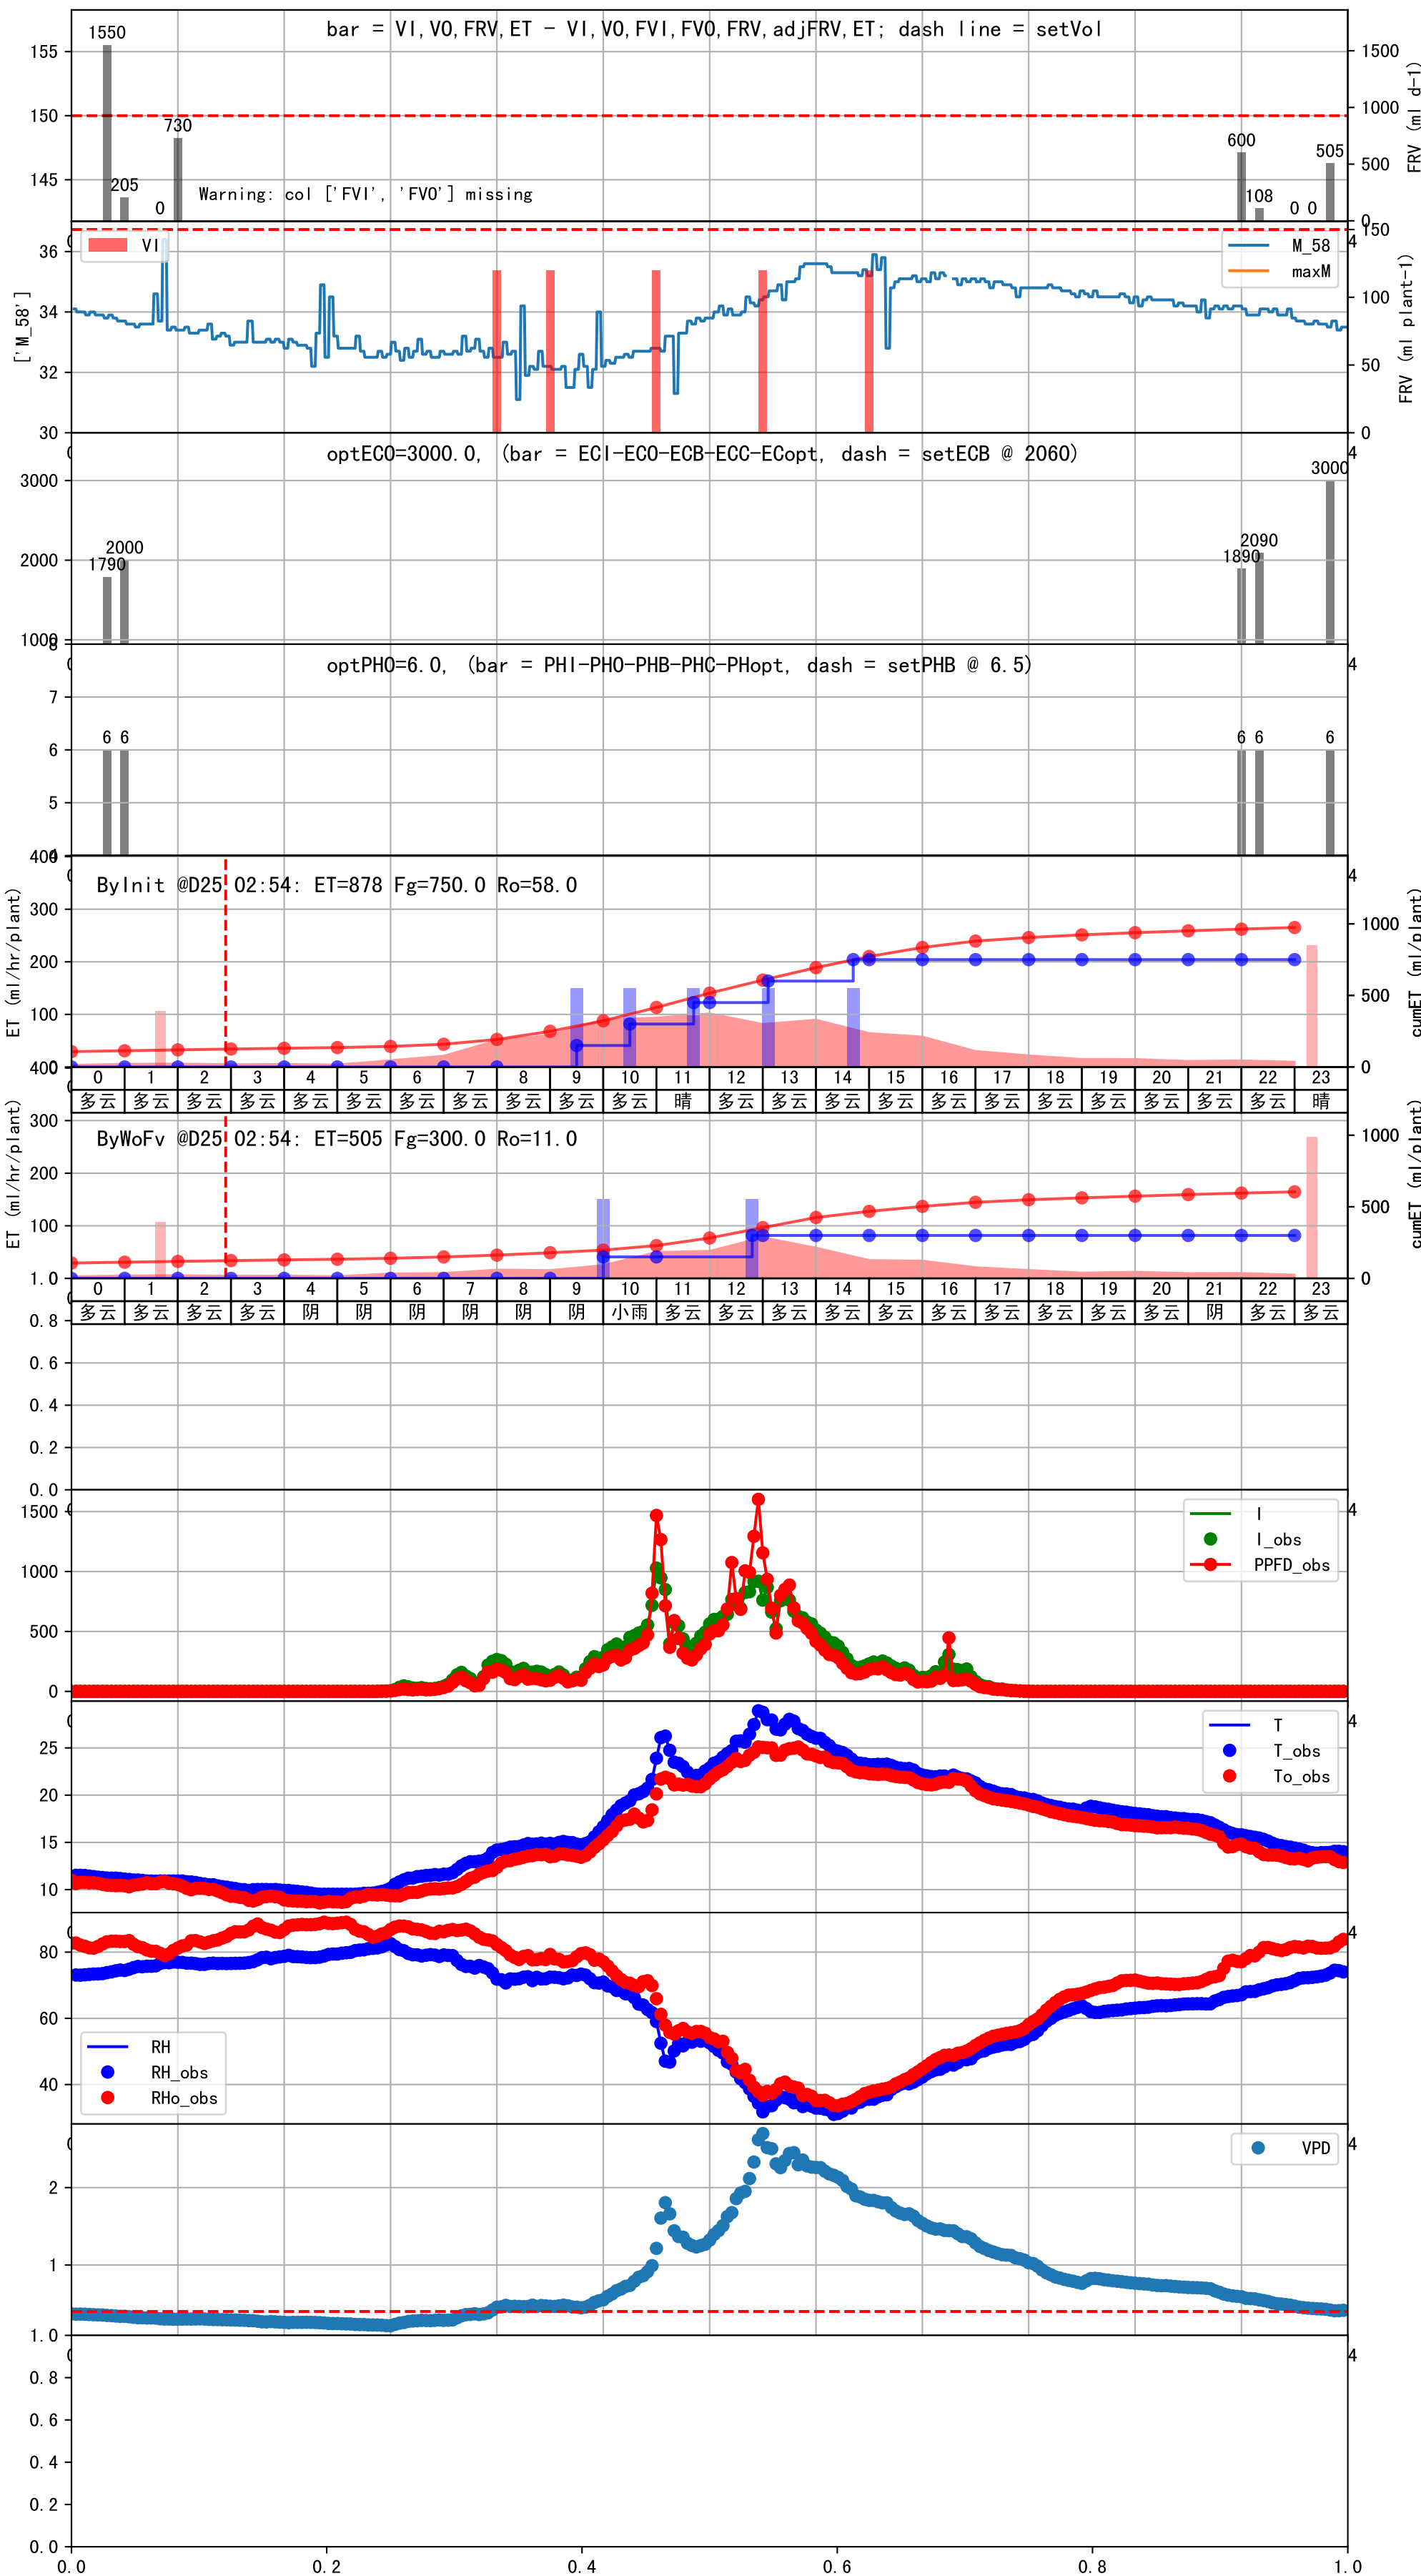 bar = VI,VO,FRV,ET - VI,VO,FVI,FVO,FRV,adjFRV,ET; dash line = setVol
1550
205
0
730
600
108
0
0
505
Warning: col ['FVI', 'FVO'] missing
155
150
145
1500
1000
500
0
FRV (ml d-1)
VI
M_58
maxM
['M_58']
36
34
32
30
150
100
50
0
FRV (ml plant-1)
4
optECO=3000.0, (bar = ECI-ECO-ECB-ECC-ECopt, dash = setECB @ 2060)
3000
2000
1000
1790
2000
1890
2090
3000
4
optPHO=6.0, (bar = PHI-PHO-PHB-PHC-PHopt, dash = setPHB @ 6.5)
8
7
6
5
4
6
6
6
6
6
4
ByInit @D25 02:54: ET=878 Fg=750.0 Ro=58.0
ET (ml/hr/plant)
400
300
200
100
0
cumET (ml/plant)
1000
500
0
4
0 1 2 3 4 5 6 7 8 9 10 11 12 13 14 15 16 17 18 19 20 21 22 23
多云 多云 多云 多云 多云 多云 多云 多云 多云 多云 多云 晴 多云 多云 多云 多云 多云 多云 多云 多云 多云 多云 多云 晴
ByWoFv @D25 02:54: ET=505 Fg=300.0 Ro=11.0
ET (ml/hr/plant)
400
300
200
100
cumET (ml/plant)
1000
500
0
0 1 2 3 4 5 6 7 8 9 10 11 12 13 14 15 16 17 18 19 20 21 22 23
多云 多云 多云 多云 阴 阴 阴 阴 阴 阴 小雨 多云 多云 多云 多云 多云 多云 多云 多云 多云 多云 阴 多云 多云
1.0
0.8
0.6
0.4
0.2
0.0
1500
1000
500
0
I
I_obs
PPFD_obs
4
25
20
15
10
T
T_obs
To_obs
4
80
60
40
RH
RH_obs
RHo_obs
4
2
1
VPD
4
1.0
0.8
0.6
0.4
0.2
0.0
4
0.0 0.2 0.4 0.6 0.8 1.0